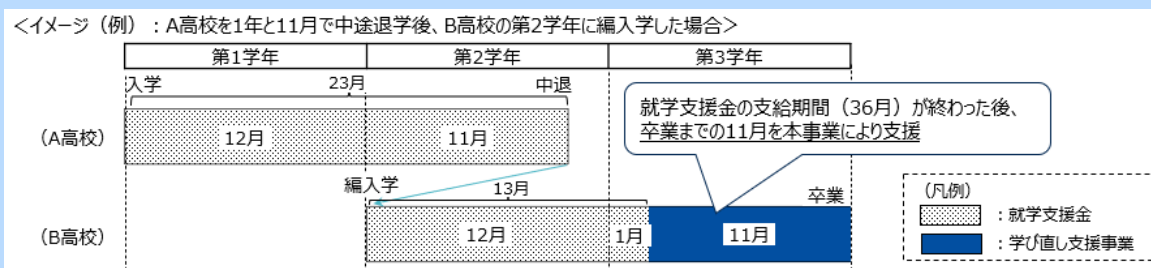 ＜イメージ（例）：A高校を1年と11月で中途退学後、B高校の第2学年に編入学した場合＞
第1学年 第2学年 第3学年
入学 23月 中退
就学支援金の支給期間（36月）が終わった後、
卒業までの11月を本事業により支援
（A高校） 12月 11月
編入学 13月 卒業
（凡例）
：就学支援金
：学び直し支援事業
（B高校） 12月 1月 11月